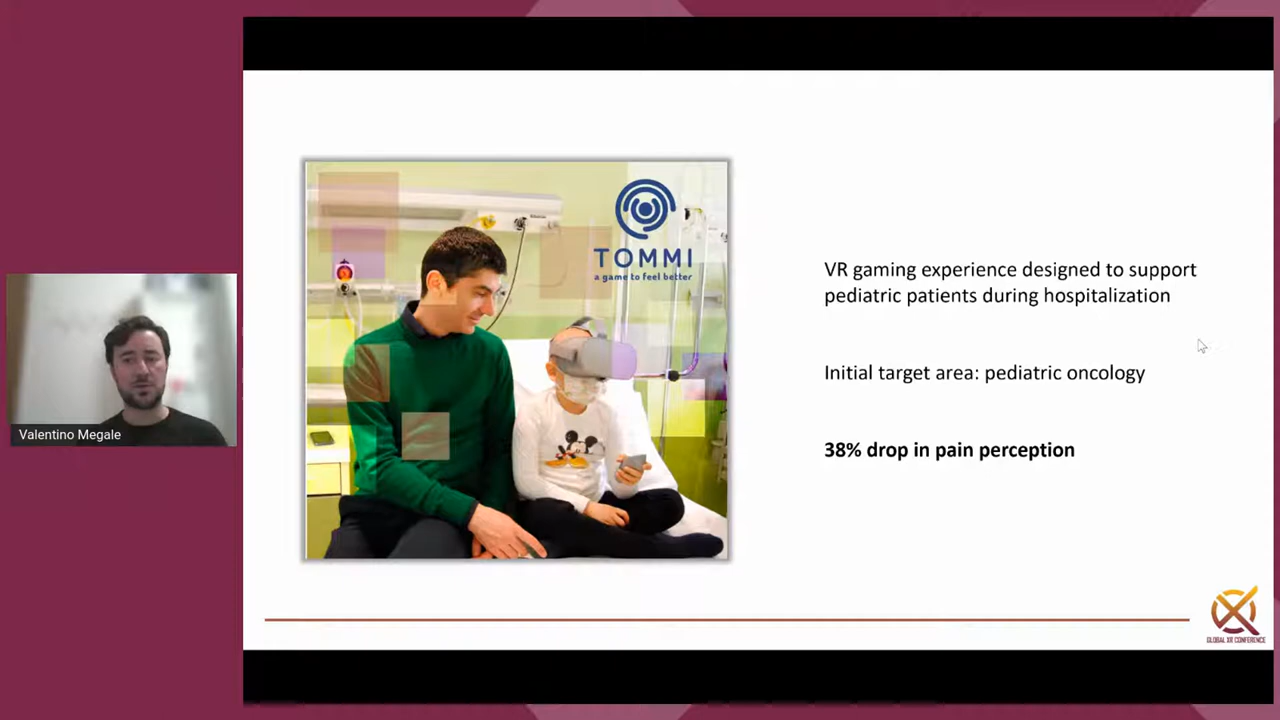 TOMMI
a game to feel better
VR gaming experience designed to support
pediatric patients during hospitalization
Initial target area: pediatric oncology
38% drop in pain perception
Valentino Megale
GLOBAL XR CONFERENCE